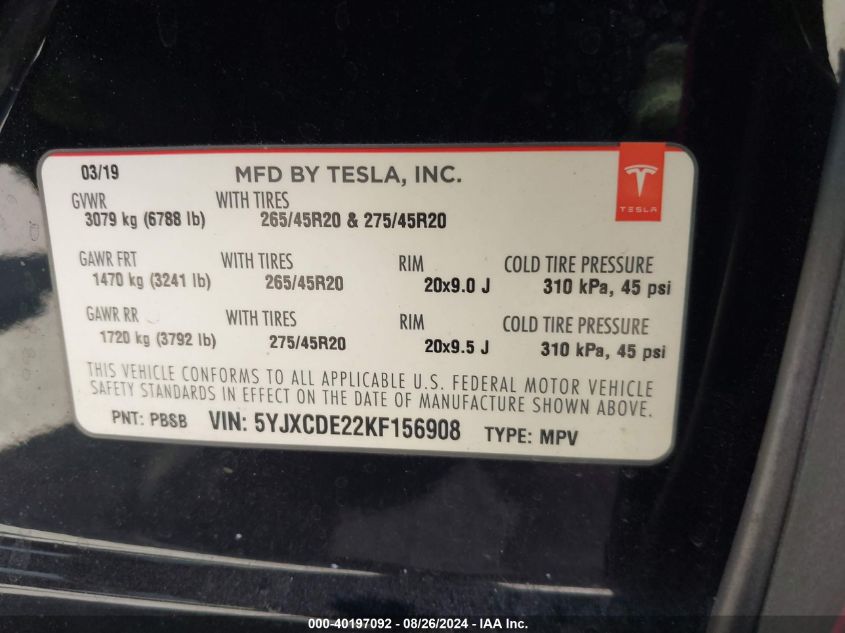 03/19 MFD BY TESLA, INC.
TESLA
GVWR WITH TIRES
3079 kg (6788 lb) 265/45R20 & 275/45R20
GAWR FRT WITH TIRES RIM COLD TIRE PRESSURE
1470 kg (3241 lb) 265/45R20 20x9.0 J 310 kPa, 45 psi
GAWR RR WITH TIRES RIM COLD TIRE PRESSURE
1720 kg (3792 lb) 275/45R20 20x9.5 J 310 kPa, 45 psi
THIS VEHICLE CONFORMS TO ALL APPLICABLE U.S. FEDERAL MOTOR VEHICLE
SAFETY STANDARDS IN EFFECT ON THE DATE OF MANUFACTURE SHOWN ABOVE.
PNT: PBSB VIN: 5YJXCDE22KF156908 TYPE: MPV
000-40197092 - 08/26/2024 - IAA Inc.